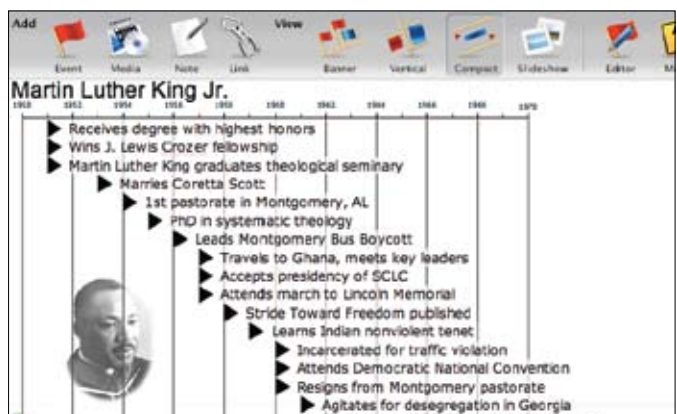 Add View
Event Media Note Link Banner Vertical Compact Slideshow Editor
Martin Luther King Jr.
1950 1952 1954 1956 1958 1960 1962 1964 1966 1968 1970
Receives degree with highest honors
Wins J. Lewis Crozer fellowship
Martin Luther King graduates theological seminary
Marries Coretta Scott
1st pastorate in Montgomery, AL
PhD in systematic theology
Leads Montgomery Bus Boycott
Travels to Ghana, meets key leaders
Accepts presidency of SCLC
Attends march to Lincoln Memorial
Stride Toward Freedom published
Learns Indian nonviolent tenet
Incarcerated for traffic violation
Attends Democratic National Convention
Resigns from Montgomery pastorate
Agitates for desegregation in Georgia